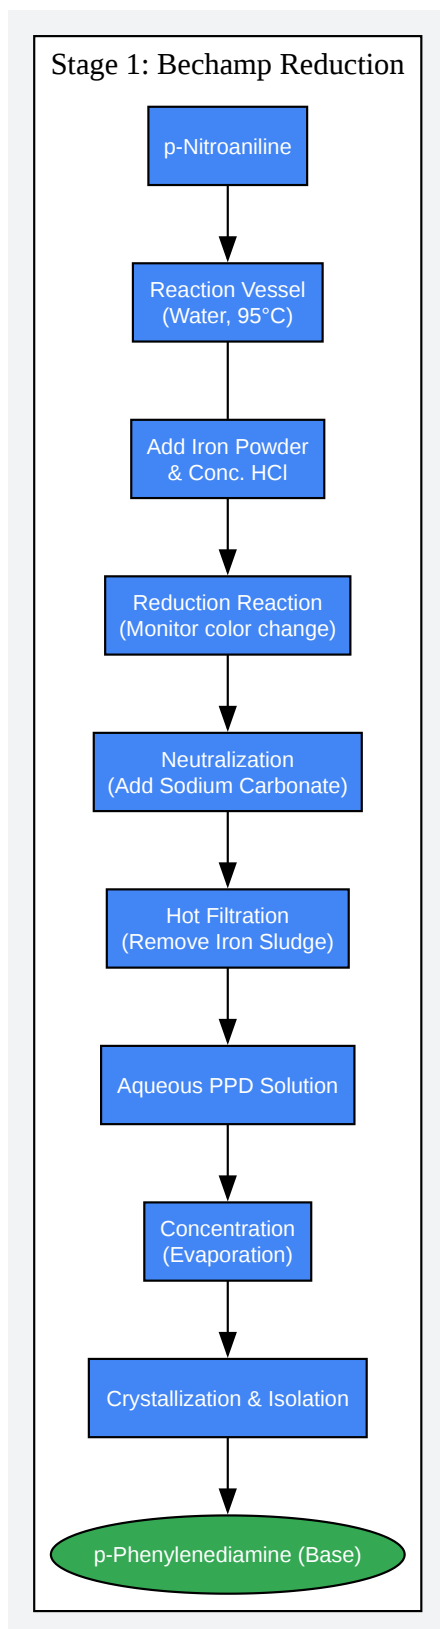 Stage 1: Bechamp Reduction
p-Nitroaniline
Reaction Vessel
(Water, 95°C)
Add Iron Powder
& Conc. HCl
Reduction Reaction
(Monitor color change)
Neutralization
(Add Sodium Carbonate)
Hot Filtration
(Remove Iron Sludge)
Aqueous PPD Solution
Concentration
(Evaporation)
Crystallization & Isolation
p-Phenylenediamine (Base)